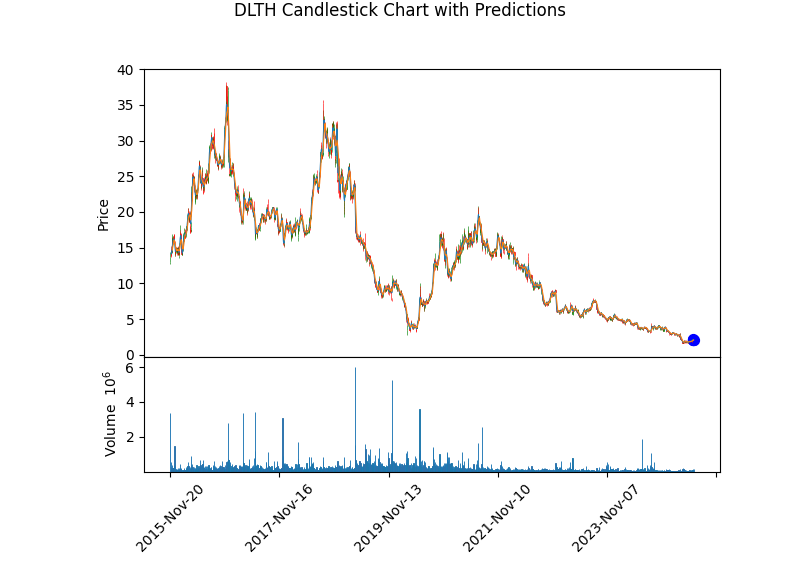 DLTH Candlestick Chart with Predictions
40
35
30
25
20
15
10
5
0
Price
6
4
2
Volume 10^6
2015-Nov-20
2017-Nov-16
2019-Nov-13
2021-Nov-10
2023-Nov-07